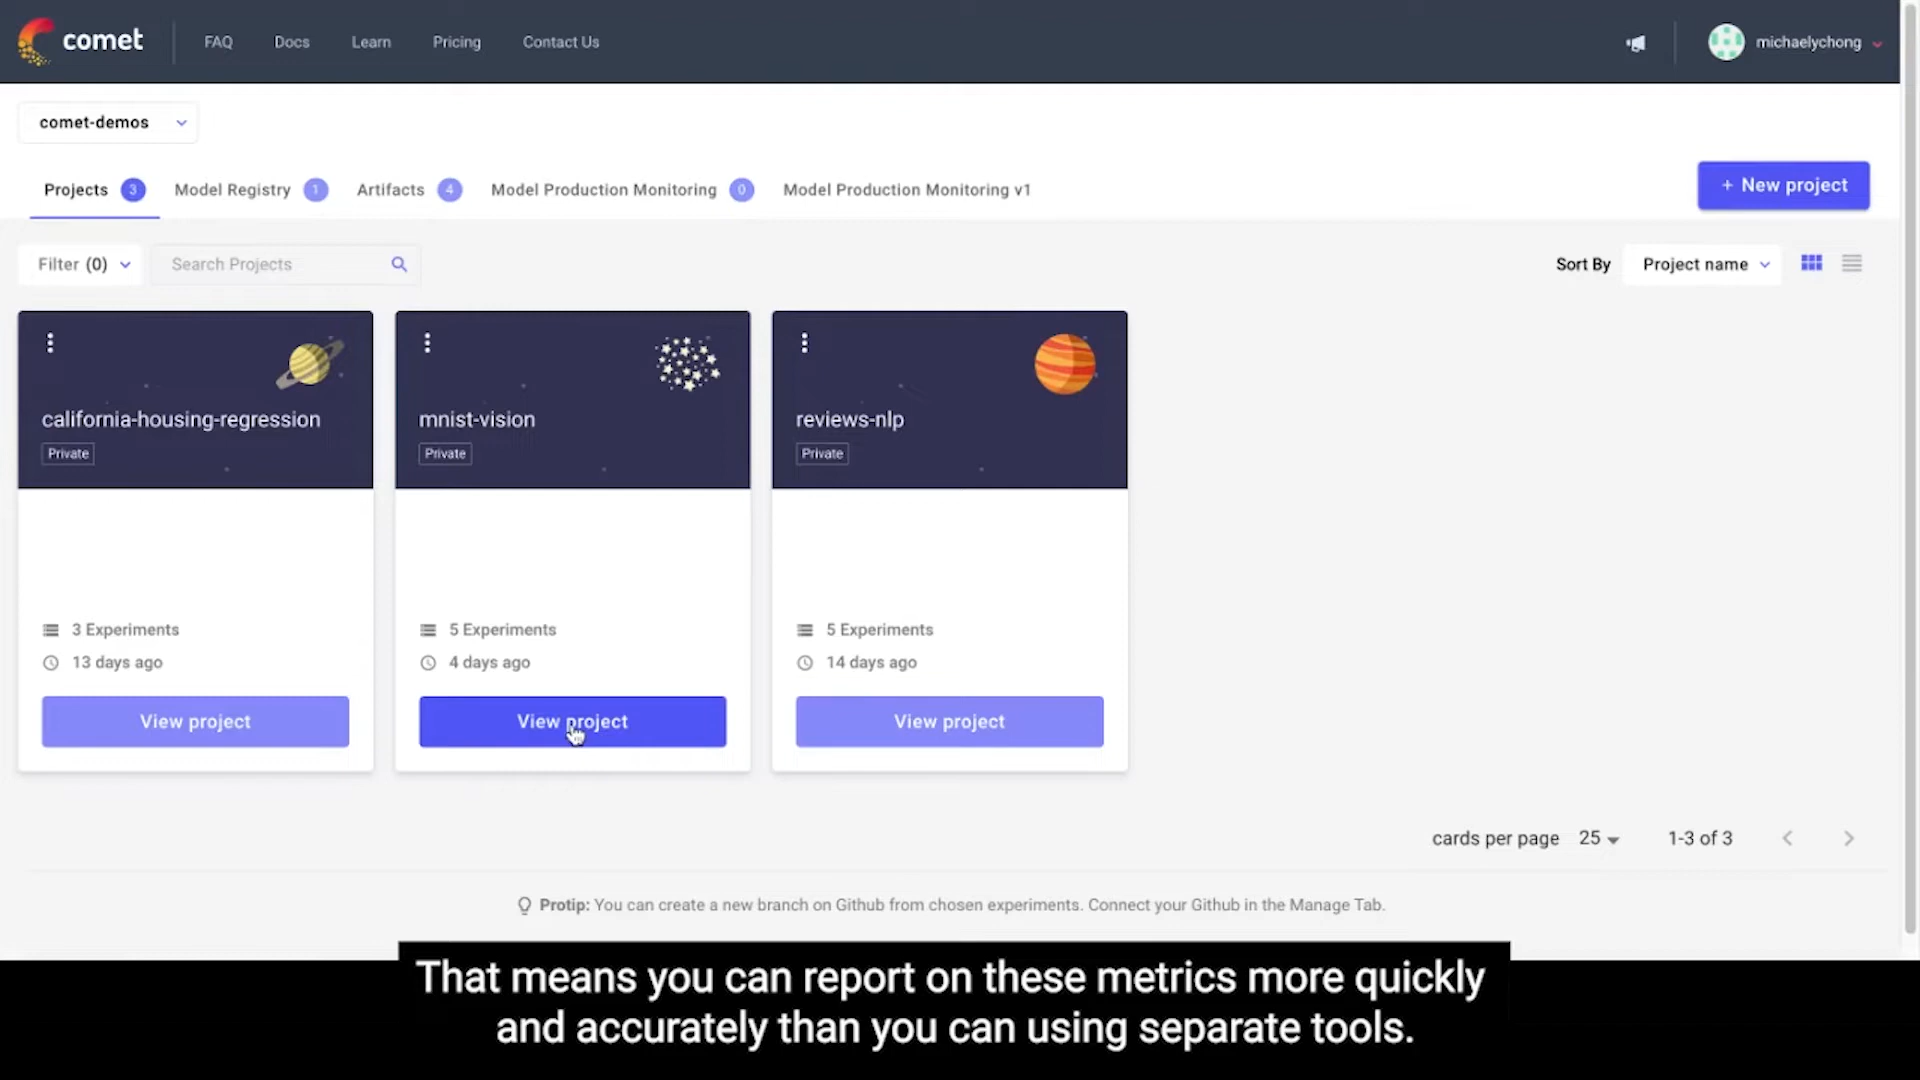 comet
FAQ
Docs
Learn
Pricing
Contact Us
michaelychong
comet-demos
Projects 3
Model Registry 1
Artifacts 4
Model Production Monitoring 0
Model Production Monitoring v1
+ New project
Filter (0)
Search Projects
Sort By
Project name
california-housing-regression
Private
3 Experiments
13 days ago
View project
mnist-vision
Private
5 Experiments
4 days ago
View project
reviews-nlp
Private
5 Experiments
14 days ago
View project
cards per page 25
1-3 of 3
Protip: You can create a new branch on Github from chosen experiments. Connect your Github in the Manage Tab.
That means you can report on these metrics more quickly
and accurately than you can using separate tools.